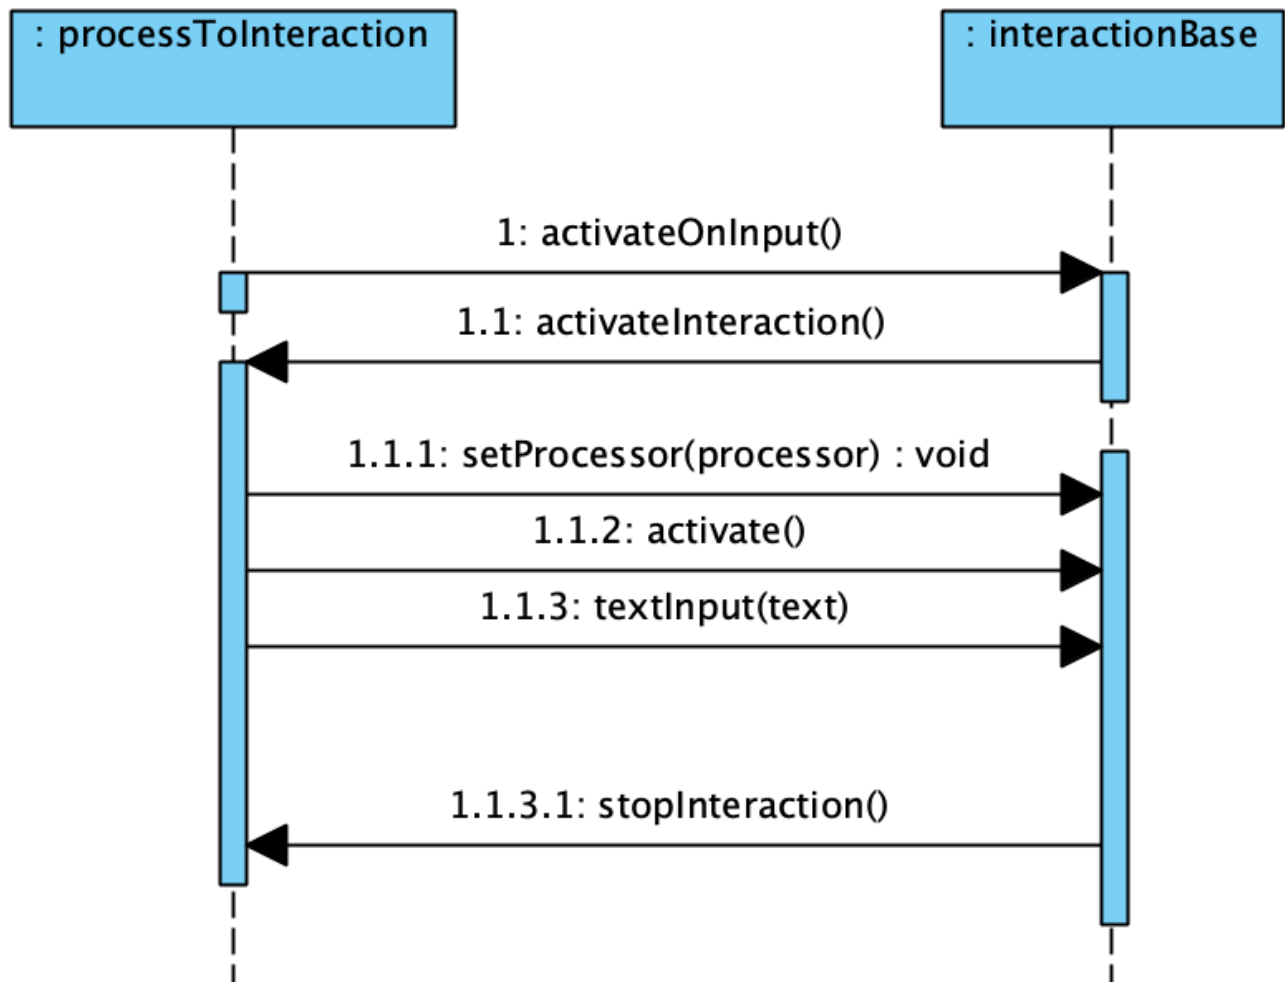 : processToInteraction
: interactionBase
1: activateOnInput()
1.1: activateInteraction()
1.1.1: setProcessor(processor) : void
1.1.2: activate()
1.1.3: textInput(text)
1.1.3.1: stopInteraction()